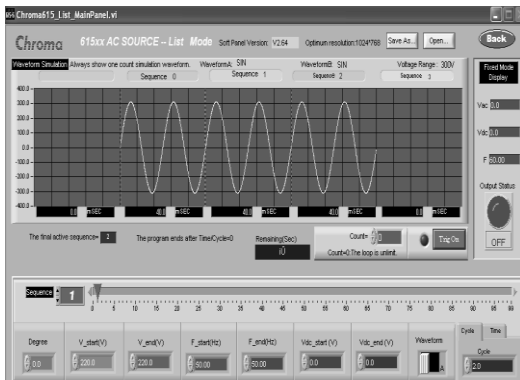 Chroma615_List_MainPanel.vi
Chroma 615xx AC SOURCE – List Mode Soft Panel Version: V2.64 Optimum resolution:1024*768 Save As... Open... Back
Waveform Simulation Always show one count simulation waveform. WaveformA: SIN WaveformB: SIN Voltage Range: 300V
Sequence 0 Sequence 1 Sequence 2 Sequence 3
Fixed Mode
Display
400.0
300.0
200.0
100.0
0.0
-100.0
-200.0
-300.0
-400.0
Vac 0.0
Vdc 0.0
F 60.00
0.0 mSEC 40.0 mSEC 40.0 mSEC 0.0 mSEC
Output Status
OFF
The final active sequence= 2 The program ends after Time/Cycle=0 Remaining(Sec) Count= Trig On
Count=0:The loop is unlimit.
Sequence 1
0 5 10 15 20 25 30 35 40 45 50 55 60 65 70 75 80 85 90 95 99
Cycle Time
Degree V_start(V) V_end(V) F_start(Hz) F_end(Hz) Vdc_start (V) Vdc_end (V) Waveform Cycle
0.0 220.0 220.0 50.00 50.00 0.0 0.0 A 2.0